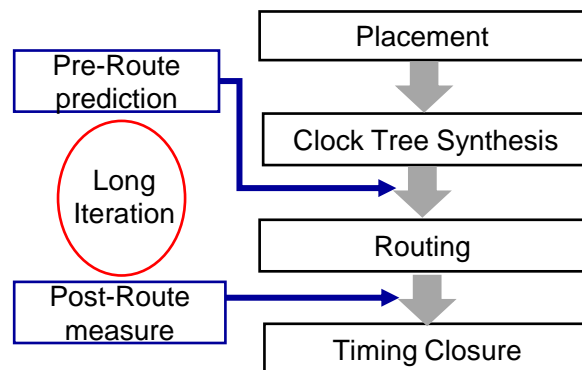 Placement
Pre-Route
prediction
Clock Tree Synthesis
Long
Iteration
Routing
Post-Route
measure
Timing Closure